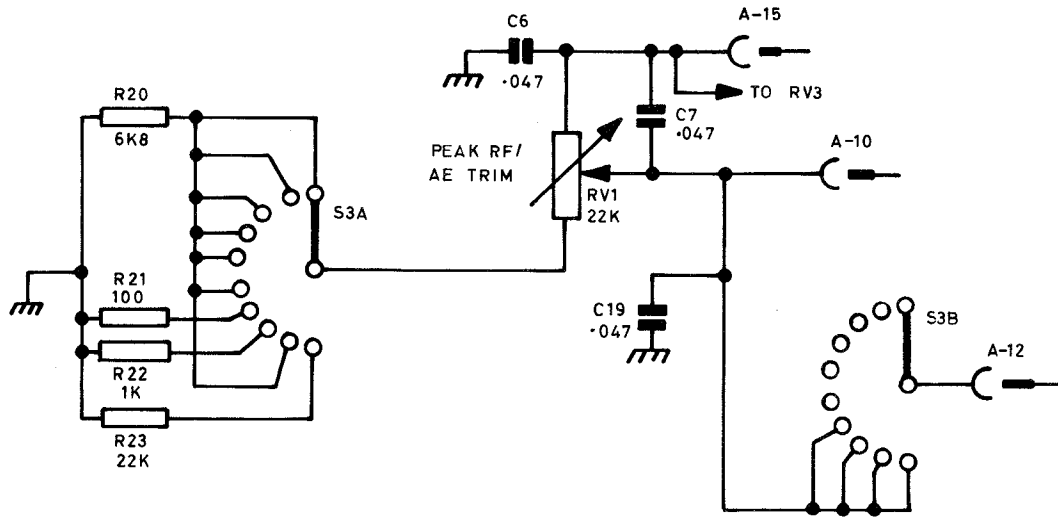 C6
.047
A-15
TO RV3
C7
.047
R20
6K8
PEAK RF/
AE TRIM
RV1
22K
A-10
S3A
R21
100
R22
1K
R23
22K
C19
.047
S3B
A-12